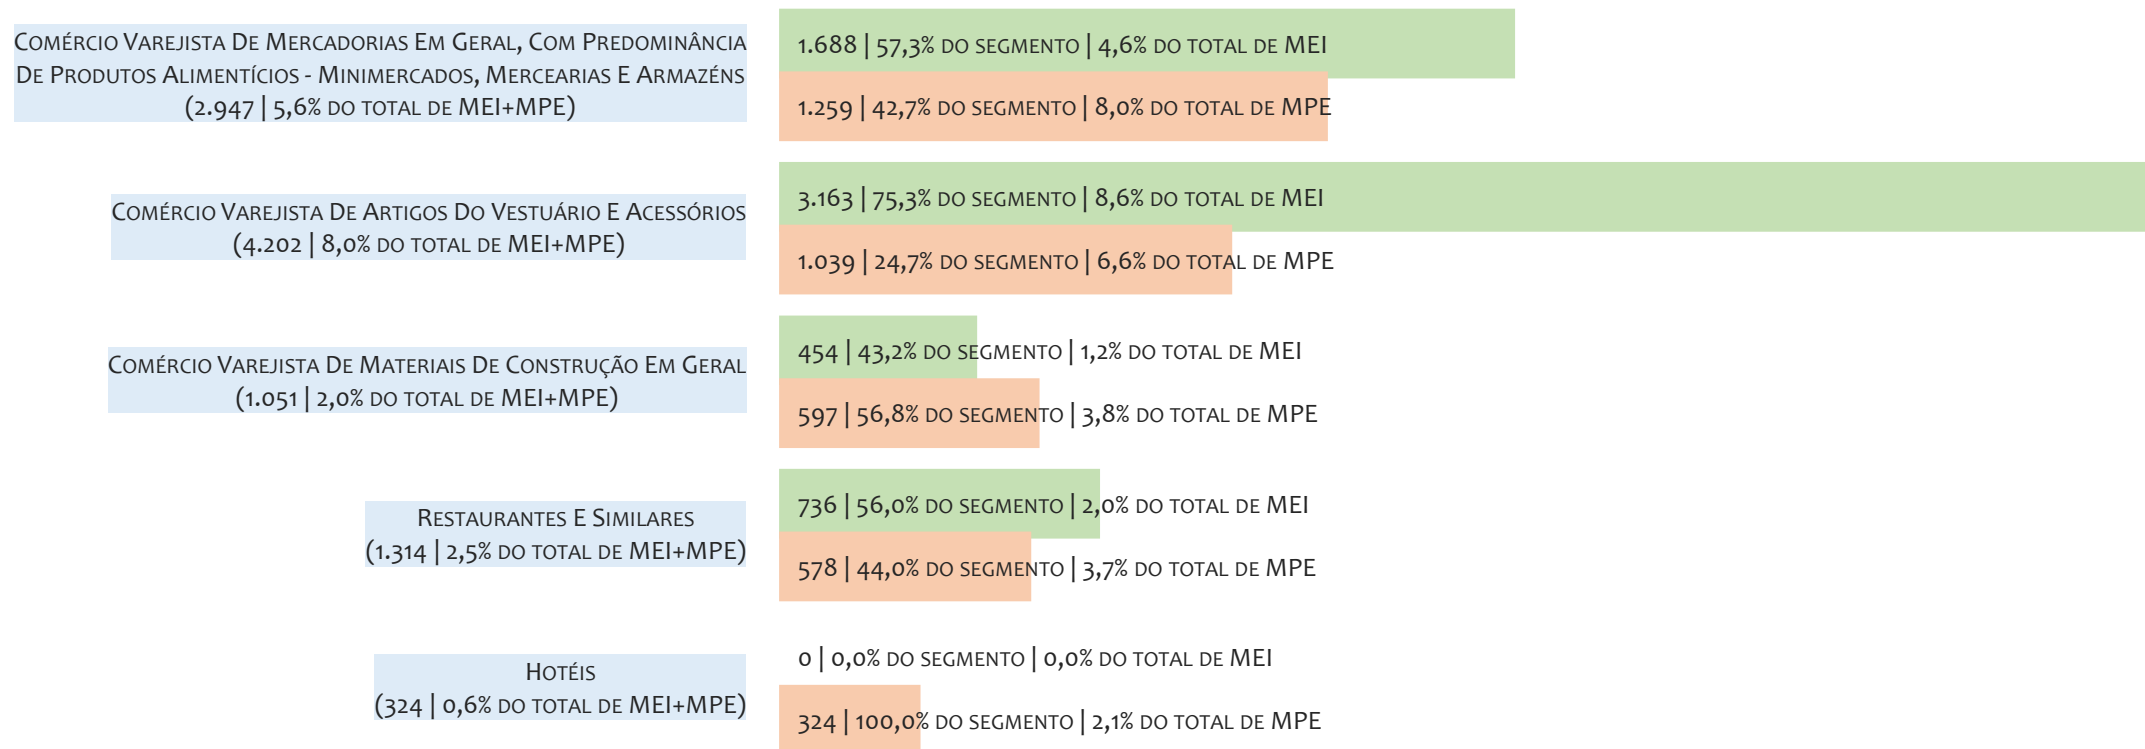 Comércio Varejista De Mercadorias Em Geral, Com Predominância
De Produtos Alimentícios - Minimercados, Mercearias E Armazéns
(2.947 | 5,6% do total de MEI+MPE)
1.688 | 57,3% do segmento | 4,6% do total de MEI
1.259 | 42,7% do segmento | 8,0% do total de MPE
Comércio Varejista De Artigos Do Vestuário E Acessórios
(4.202 | 8,0% do total de MEI+MPE)
3.163 | 75,3% do segmento | 8,6% do total de MEI
1.039 | 24,7% do segmento | 6,6% do total de MPE
Comércio Varejista De Materiais De Construção Em Geral
(1.051 | 2,0% do total de MEI+MPE)
454 | 43,2% do segmento | 1,2% do total de MEI
597 | 56,8% do segmento | 3,8% do total de MPE
Restaurantes E Similares
(1.314 | 2,5% do total de MEI+MPE)
736 | 56,0% do segmento | 2,0% do total de MEI
578 | 44,0% do segmento | 3,7% do total de MPE
Hotéis
(324 | 0,6% do total de MEI+MPE)
0 | 0,0% do segmento | 0,0% do total de MEI
324 | 100,0% do segmento | 2,1% do total de MPE